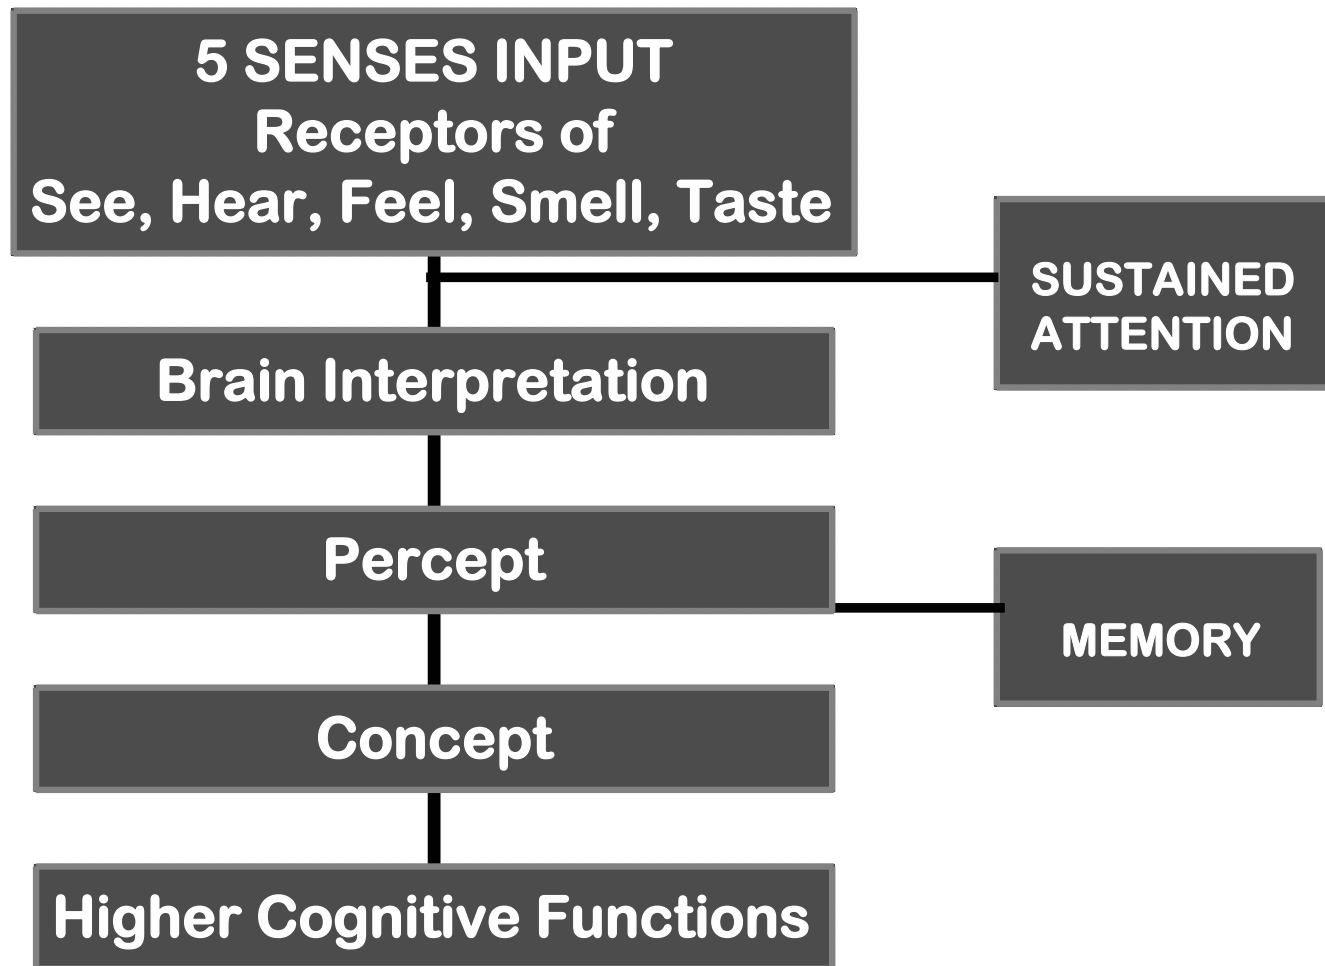 5 SENSES INPUT
Receptors of
See, Hear, Feel, Smell, Taste
SUSTAINED
ATTENTION
Brain Interpretation
Percept
MEMORY
Concept
Higher Cognitive Functions